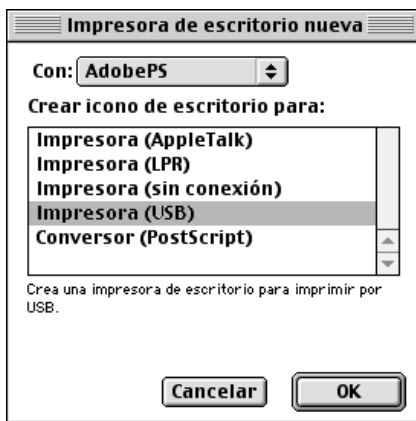 Impresora de escritorio nueva
Con: AdobePS
Crear icono de escritorio para:
Impresora (AppleTalk)
Impresora (LPR)
Impresora (sin conexión)
Impresora (USB)
Conversor (PostScript)
Crea una impresora de escritorio para imprimir por
USB.
Cancelar OK